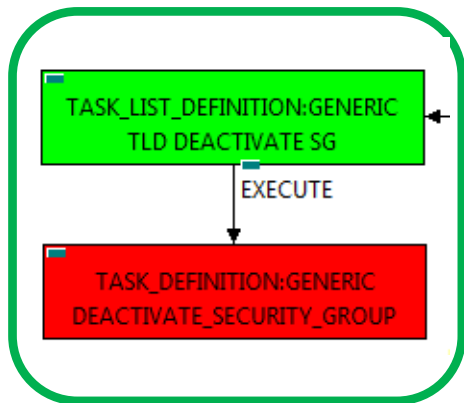 TASK_LIST_DEFINITION:GENERIC
TLD DEACTIVATE SG
EXECUTE
TASK_DEFINITION:GENERIC
DEACTIVATE_SECURITY_GROUP